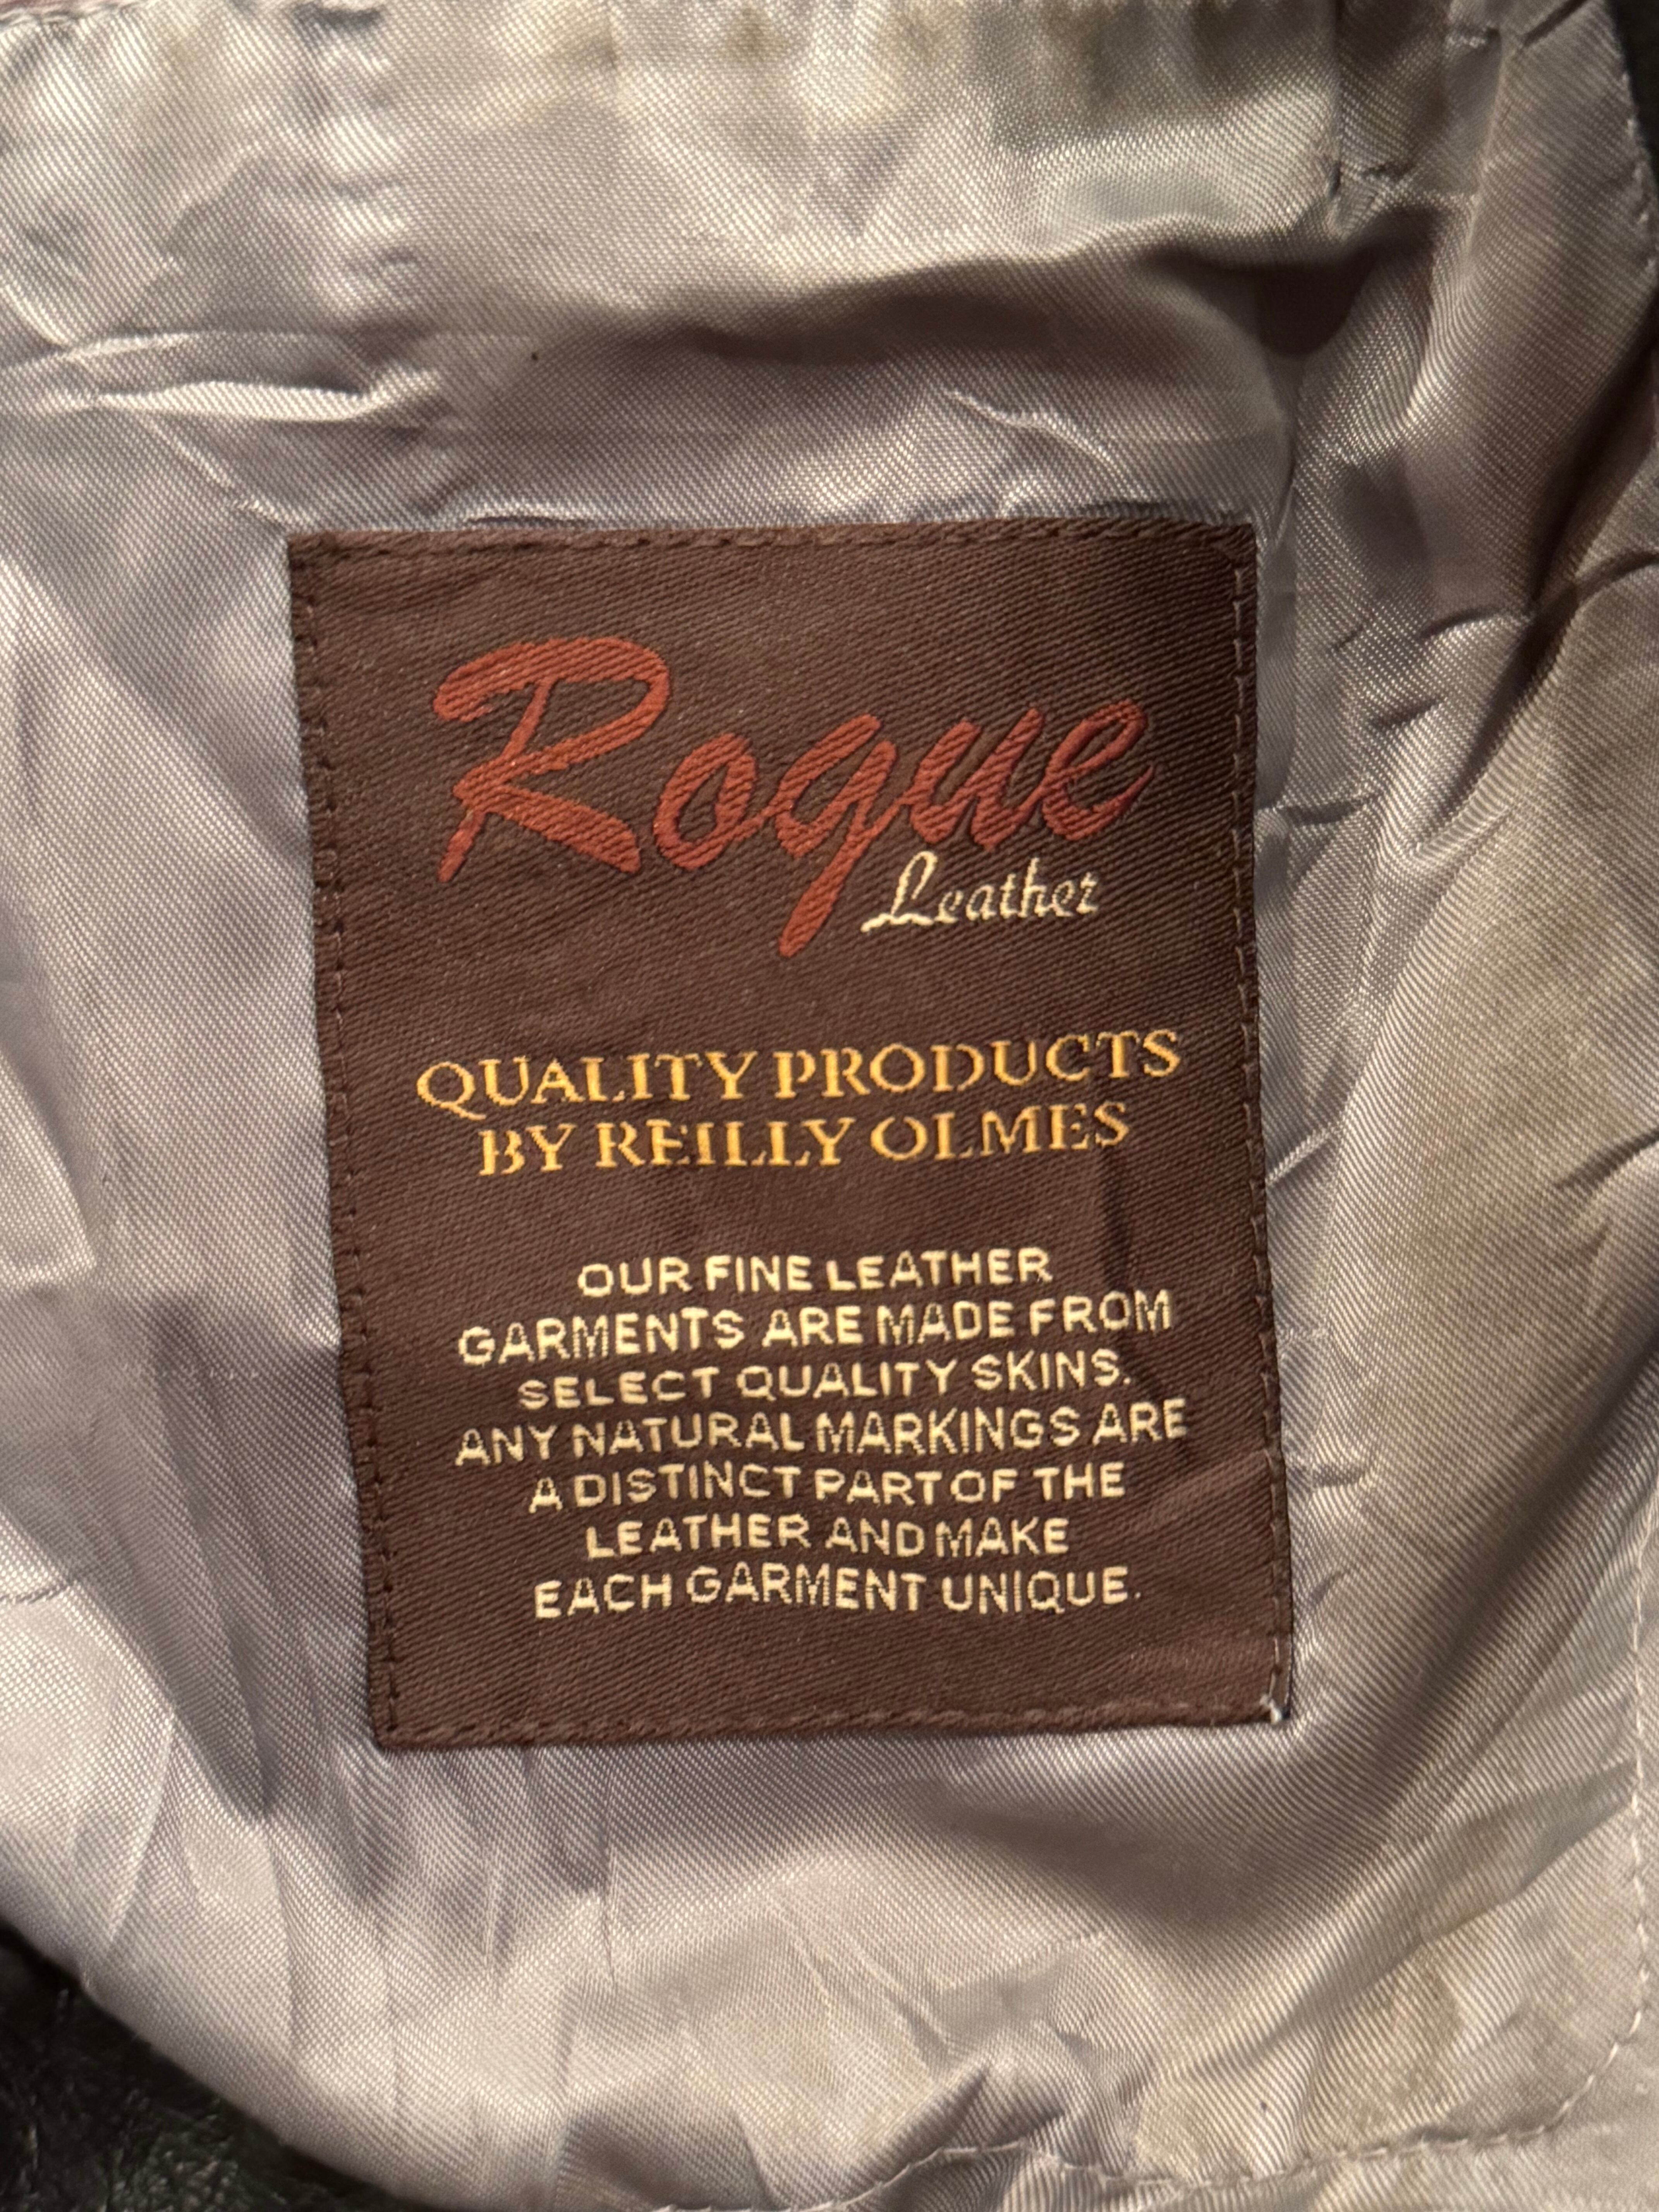 Rogue
Leather
QUALITY PRODUCTS
BY REILLY OLMES
OUR FINE LEATHER
GARMENTS ARE MADE FROM
SELECT QUALITY SKINS.
ANY NATURAL MARKINGS ARE
A DISTINCT PART OF THE
LEATHER AND MAKE
EACH GARMENT UNIQUE.